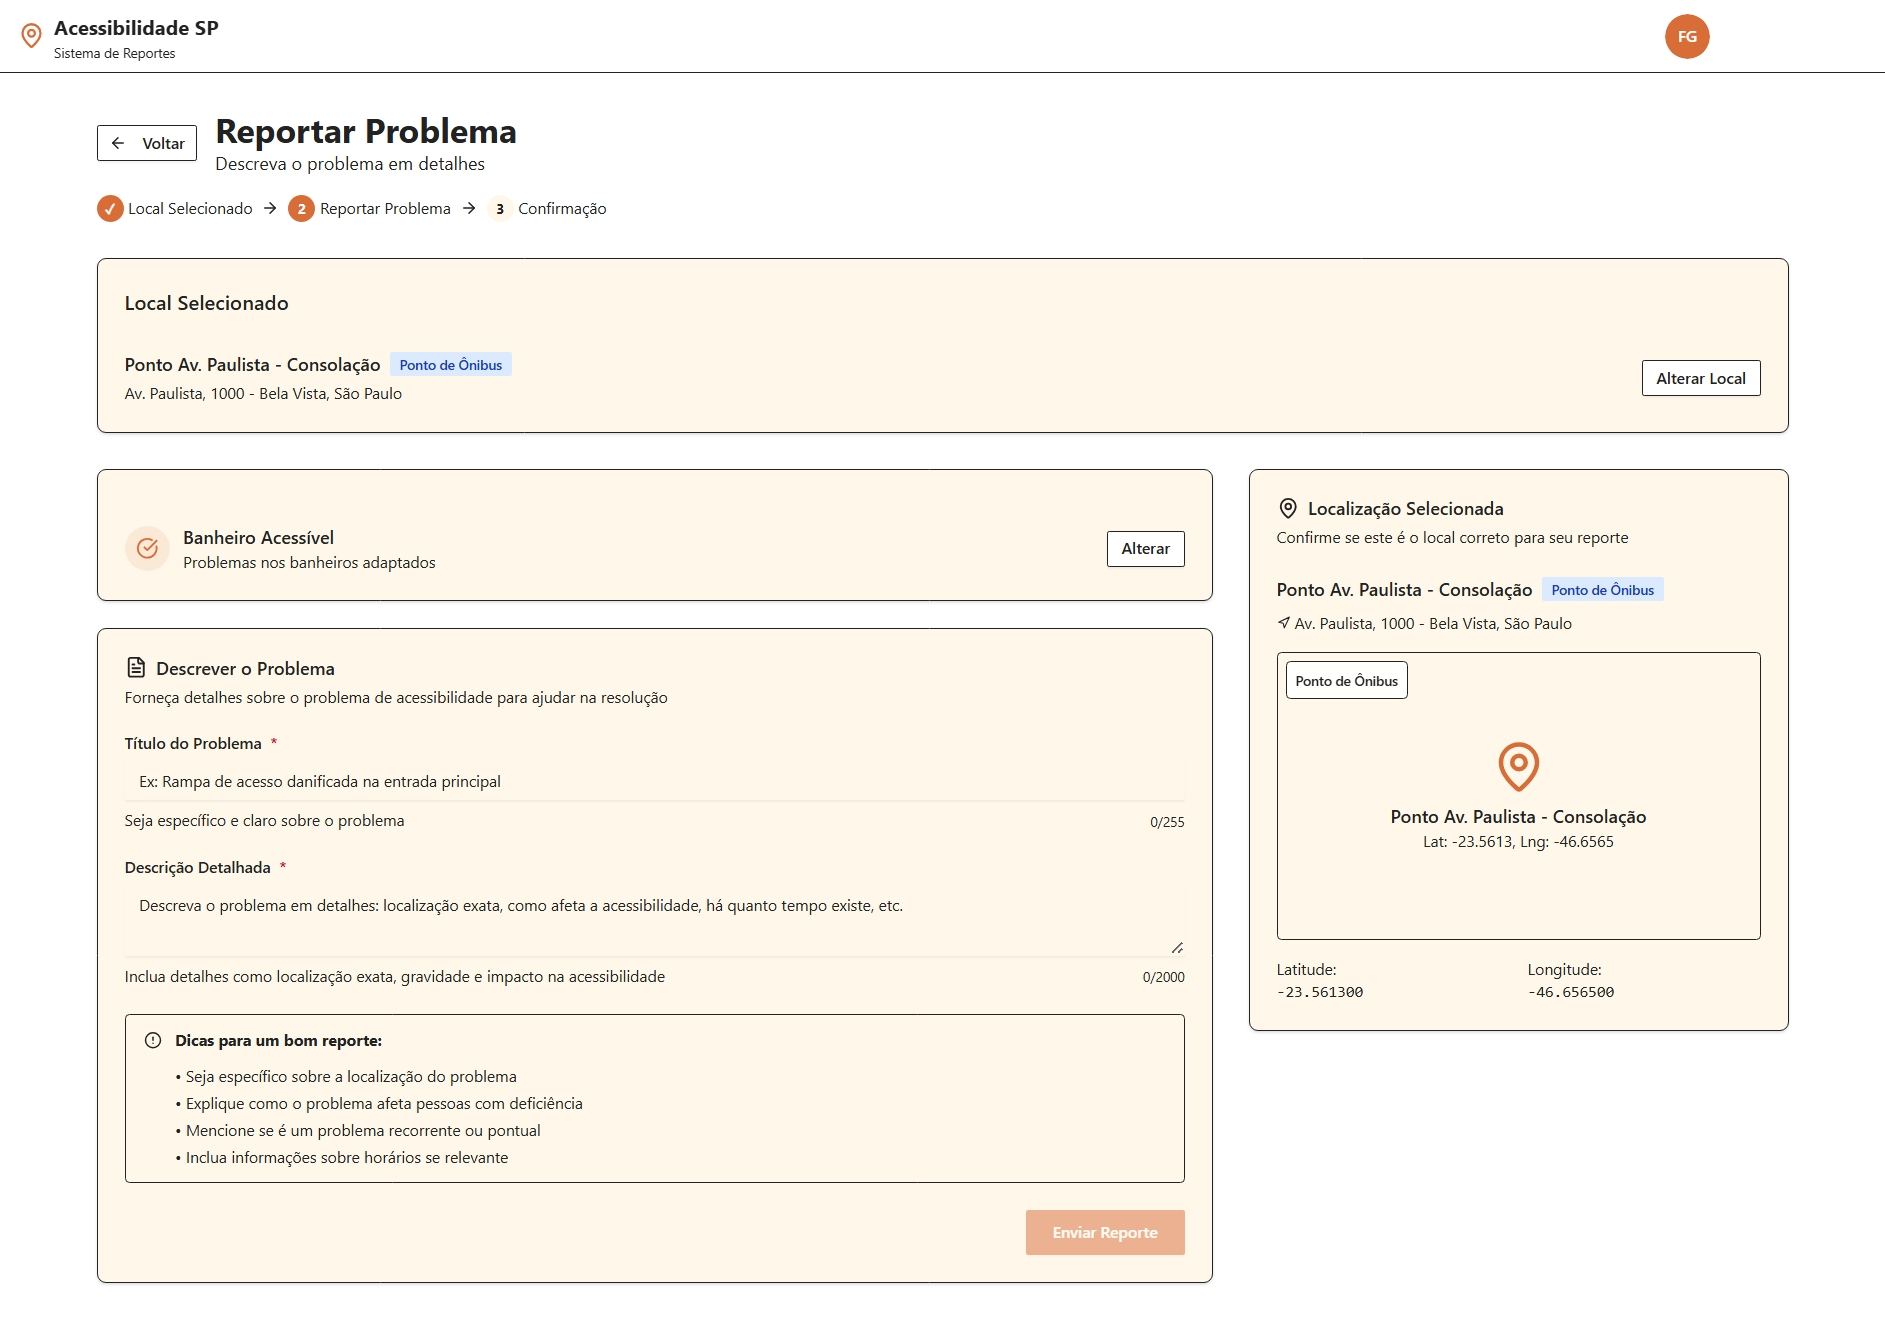 Acessibilidade SP
Sistema de Reportes
FG
Voltar
Reportar Problema
Descreva o problema em detalhes
Local Selecionado
2 Reportar Problema
3 Confirmação
Local Selecionado
Ponto Av. Paulista - Consolação Ponto de Ônibus
Av. Paulista, 1000 - Bela Vista, São Paulo
Alterar Local
Banheiro Acessível
Problemas nos banheiros adaptados
Alterar
Descrever o Problema
Forneça detalhes sobre o problema de acessibilidade para ajudar na resolução
Título do Problema *
Ex: Rampa de acesso danificada na entrada principal
Seja específico e claro sobre o problema
0/255
Descrição Detalhada *
Descreva o problema em detalhes: localização exata, como afeta a acessibilidade, há quanto tempo existe, etc.
Inclua detalhes como localização exata, gravidade e impacto na acessibilidade
0/2000
Dicas para um bom reporte:
• Seja específico sobre a localização do problema
• Explique como o problema afeta pessoas com deficiência
• Mencione se é um problema recorrente ou pontual
• Inclua informações sobre horários se relevante
Enviar Reporte
Localização Selecionada
Confirme se este é o local correto para seu reporte
Ponto Av. Paulista - Consolação Ponto de Ônibus
Av. Paulista, 1000 - Bela Vista, São Paulo
Ponto de Ônibus
Ponto Av. Paulista - Consolação
Lat: -23.5613, Lng: -46.6565
Latitude:
-23.561300
Longitude:
-46.656500